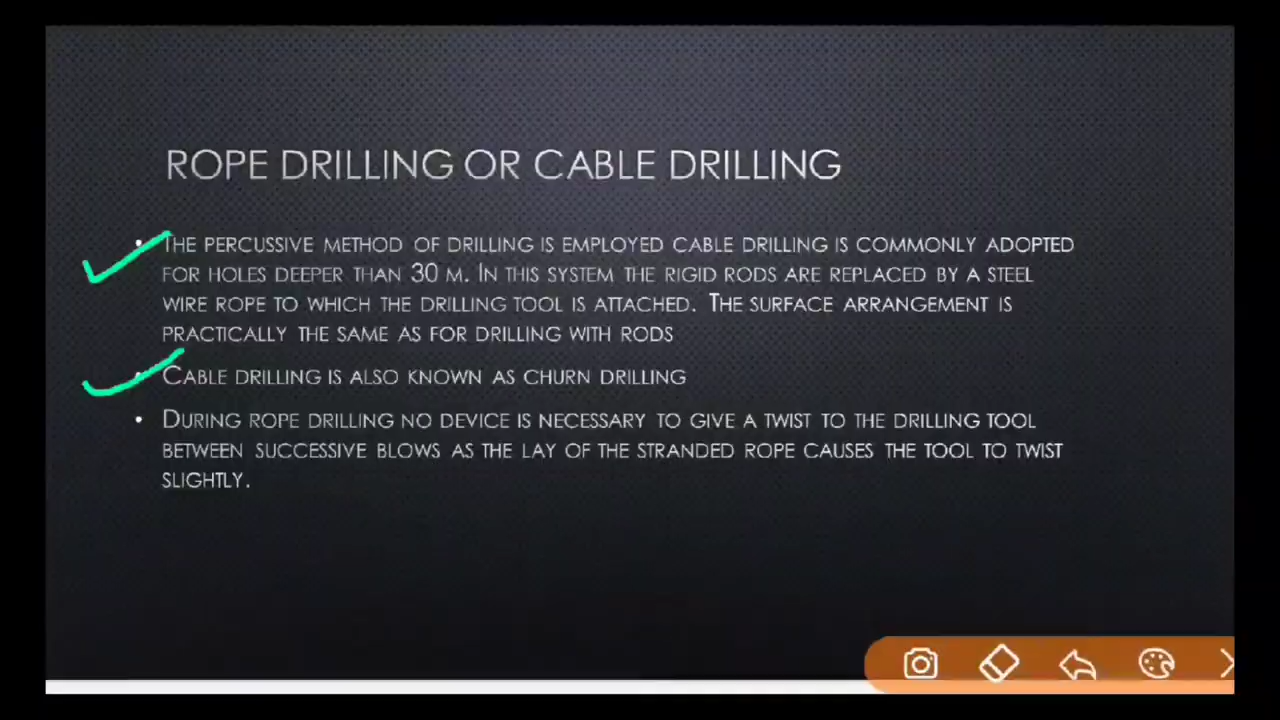 ROPE DRILLING OR CABLE DRILLING
• THE PERCUSSIVE METHOD OF DRILLING IS EMPLOYED CABLE DRILLING IS COMMONLY ADOPTED
FOR HOLES DEEPER THAN 30 M. IN THIS SYSTEM THE RIGID RODS ARE REPLACED BY A STEEL
WIRE ROPE TO WHICH THE DRILLING TOOL IS ATTACHED. THE SURFACE ARRANGEMENT IS
PRACTICALLY THE SAME AS FOR DRILLING WITH RODS
• CABLE DRILLING IS ALSO KNOWN AS CHURN DRILLING
• DURING ROPE DRILLING NO DEVICE IS NECESSARY TO GIVE A TWIST TO THE DRILLING TOOL
BETWEEN SUCCESSIVE BLOWS AS THE LAY OF THE STRANDED ROPE CAUSES THE TOOL TO TWIST
SLIGHTLY.